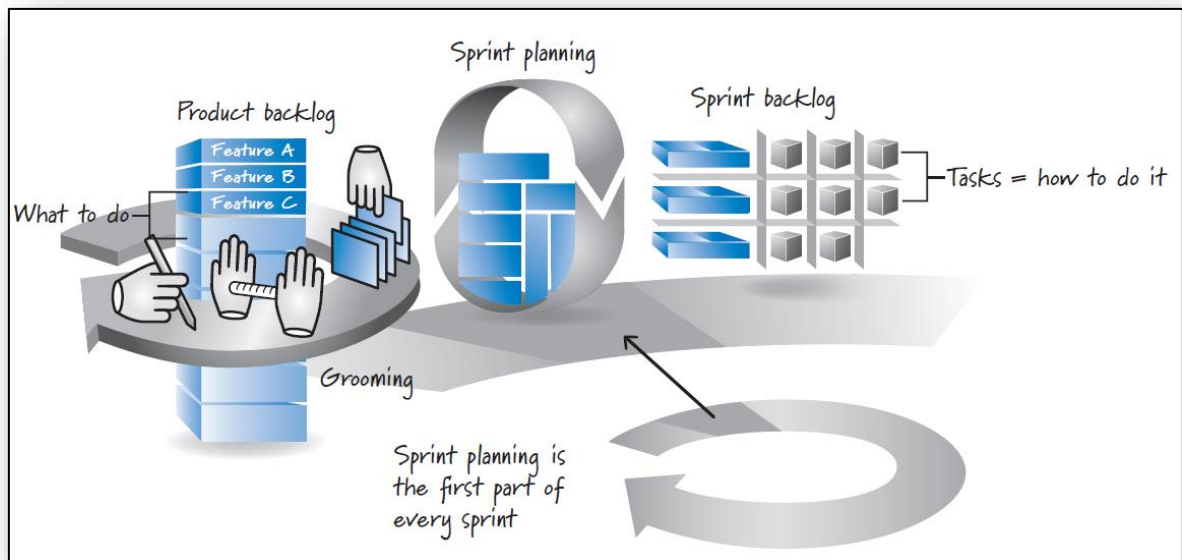 Sprint planning
Product backlog
Sprint backlog
Feature A
Feature B
Feature C
What to do
Tasks = how to do it
Grooming
Sprint planning is
the first part of
every sprint